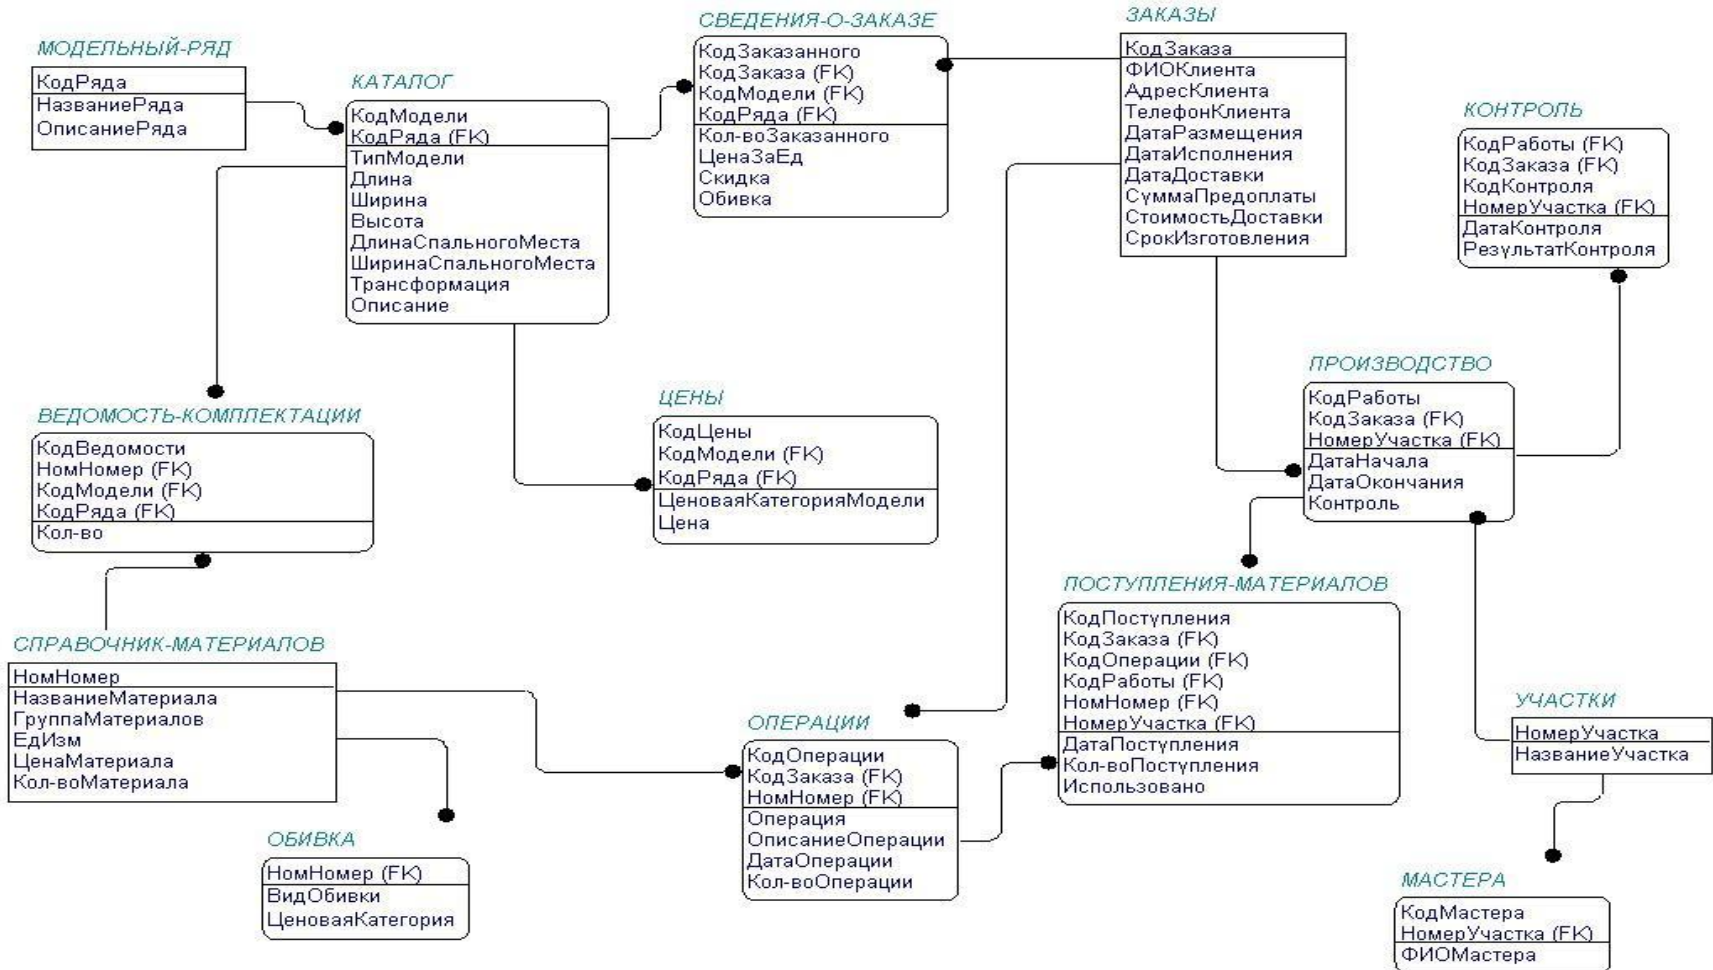 МОДЕЛЬНЫЙ-РЯД
КодРяда
НазваниеРяда
ОписаниеРяда
КАТАЛОГ
КодМодели
КодРяда (FK)
ТипМодели
Длина
Ширина
Высота
ДлинаСпальногоМеста
ШиринаСпальногоМеста
Трансформация
Описание
СВЕДЕНИЯ-О-ЗАКАЗЕ
КодЗаказанного
КодЗаказа (FK)
КодМодели (FK)
КодРяда (FK)
Кол-воЗаказанного
ЦенаЗаЕд
Скидка
Обивка
ЗАКАЗЫ
КодЗаказа
ФИОКлиента
АдресКлиента
ТелефонКлиента
ДатаРазмещения
ДатаИсполнения
ДатаДоставки
СуммаПредоплаты
СтоимостьДоставки
СрокИзготовления
КОНТРОЛЬ
КодРаботы (FK)
КодЗаказа (FK)
КодКонтроля
НомерУчастка (FK)
ДатаКонтроля
РезультатКонтроля
ВЕДОМОСТЬ-КОМПЛЕКТАЦИИ
КодВедомости
НомНомер (FK)
КодМодели (FK)
КодРяда (FK)
Кол-во
ЦЕНЫ
КодЦены
КодМодели (FK)
КодРяда (FK)
ЦеноваяКатегорияМодели
Цена
ПРОИЗВОДСТВО
КодРаботы
КодЗаказа (FK)
НомерУчастка (FK)
ДатаНачала
ДатаОкончания
Контроль
СПРАВОЧНИК-МАТЕРИАЛОВ
НомНомер
НазваниеМатериала
ГруппаМатериалов
ЕдИзм
ЦенаМатериала
Кол-воМатериала
ОБИВКА
НомНомер (FK)
ВидОбивки
ЦеноваяКатегория
ОПЕРАЦИИ
КодОперации
КодЗаказа (FK)
НомНомер (FK)
Операция
ОписаниеОперации
ДатаОперации
Кол-воОперации
ПОСТУПЛЕНИЯ-МАТЕРИАЛОВ
КодПоступления
КодЗаказа (FK)
КодОперации (FK)
КодРаботы (FK)
НомНомер (FK)
НомерУчастка (FK)
ДатаПоступления
Кол-воПоступления
Использовано
УЧАСТКИ
НомерУчастка
НазваниеУчастка
МАСТЕРА
КодМастера
НомерУчастка (FK)
ФИОМастера